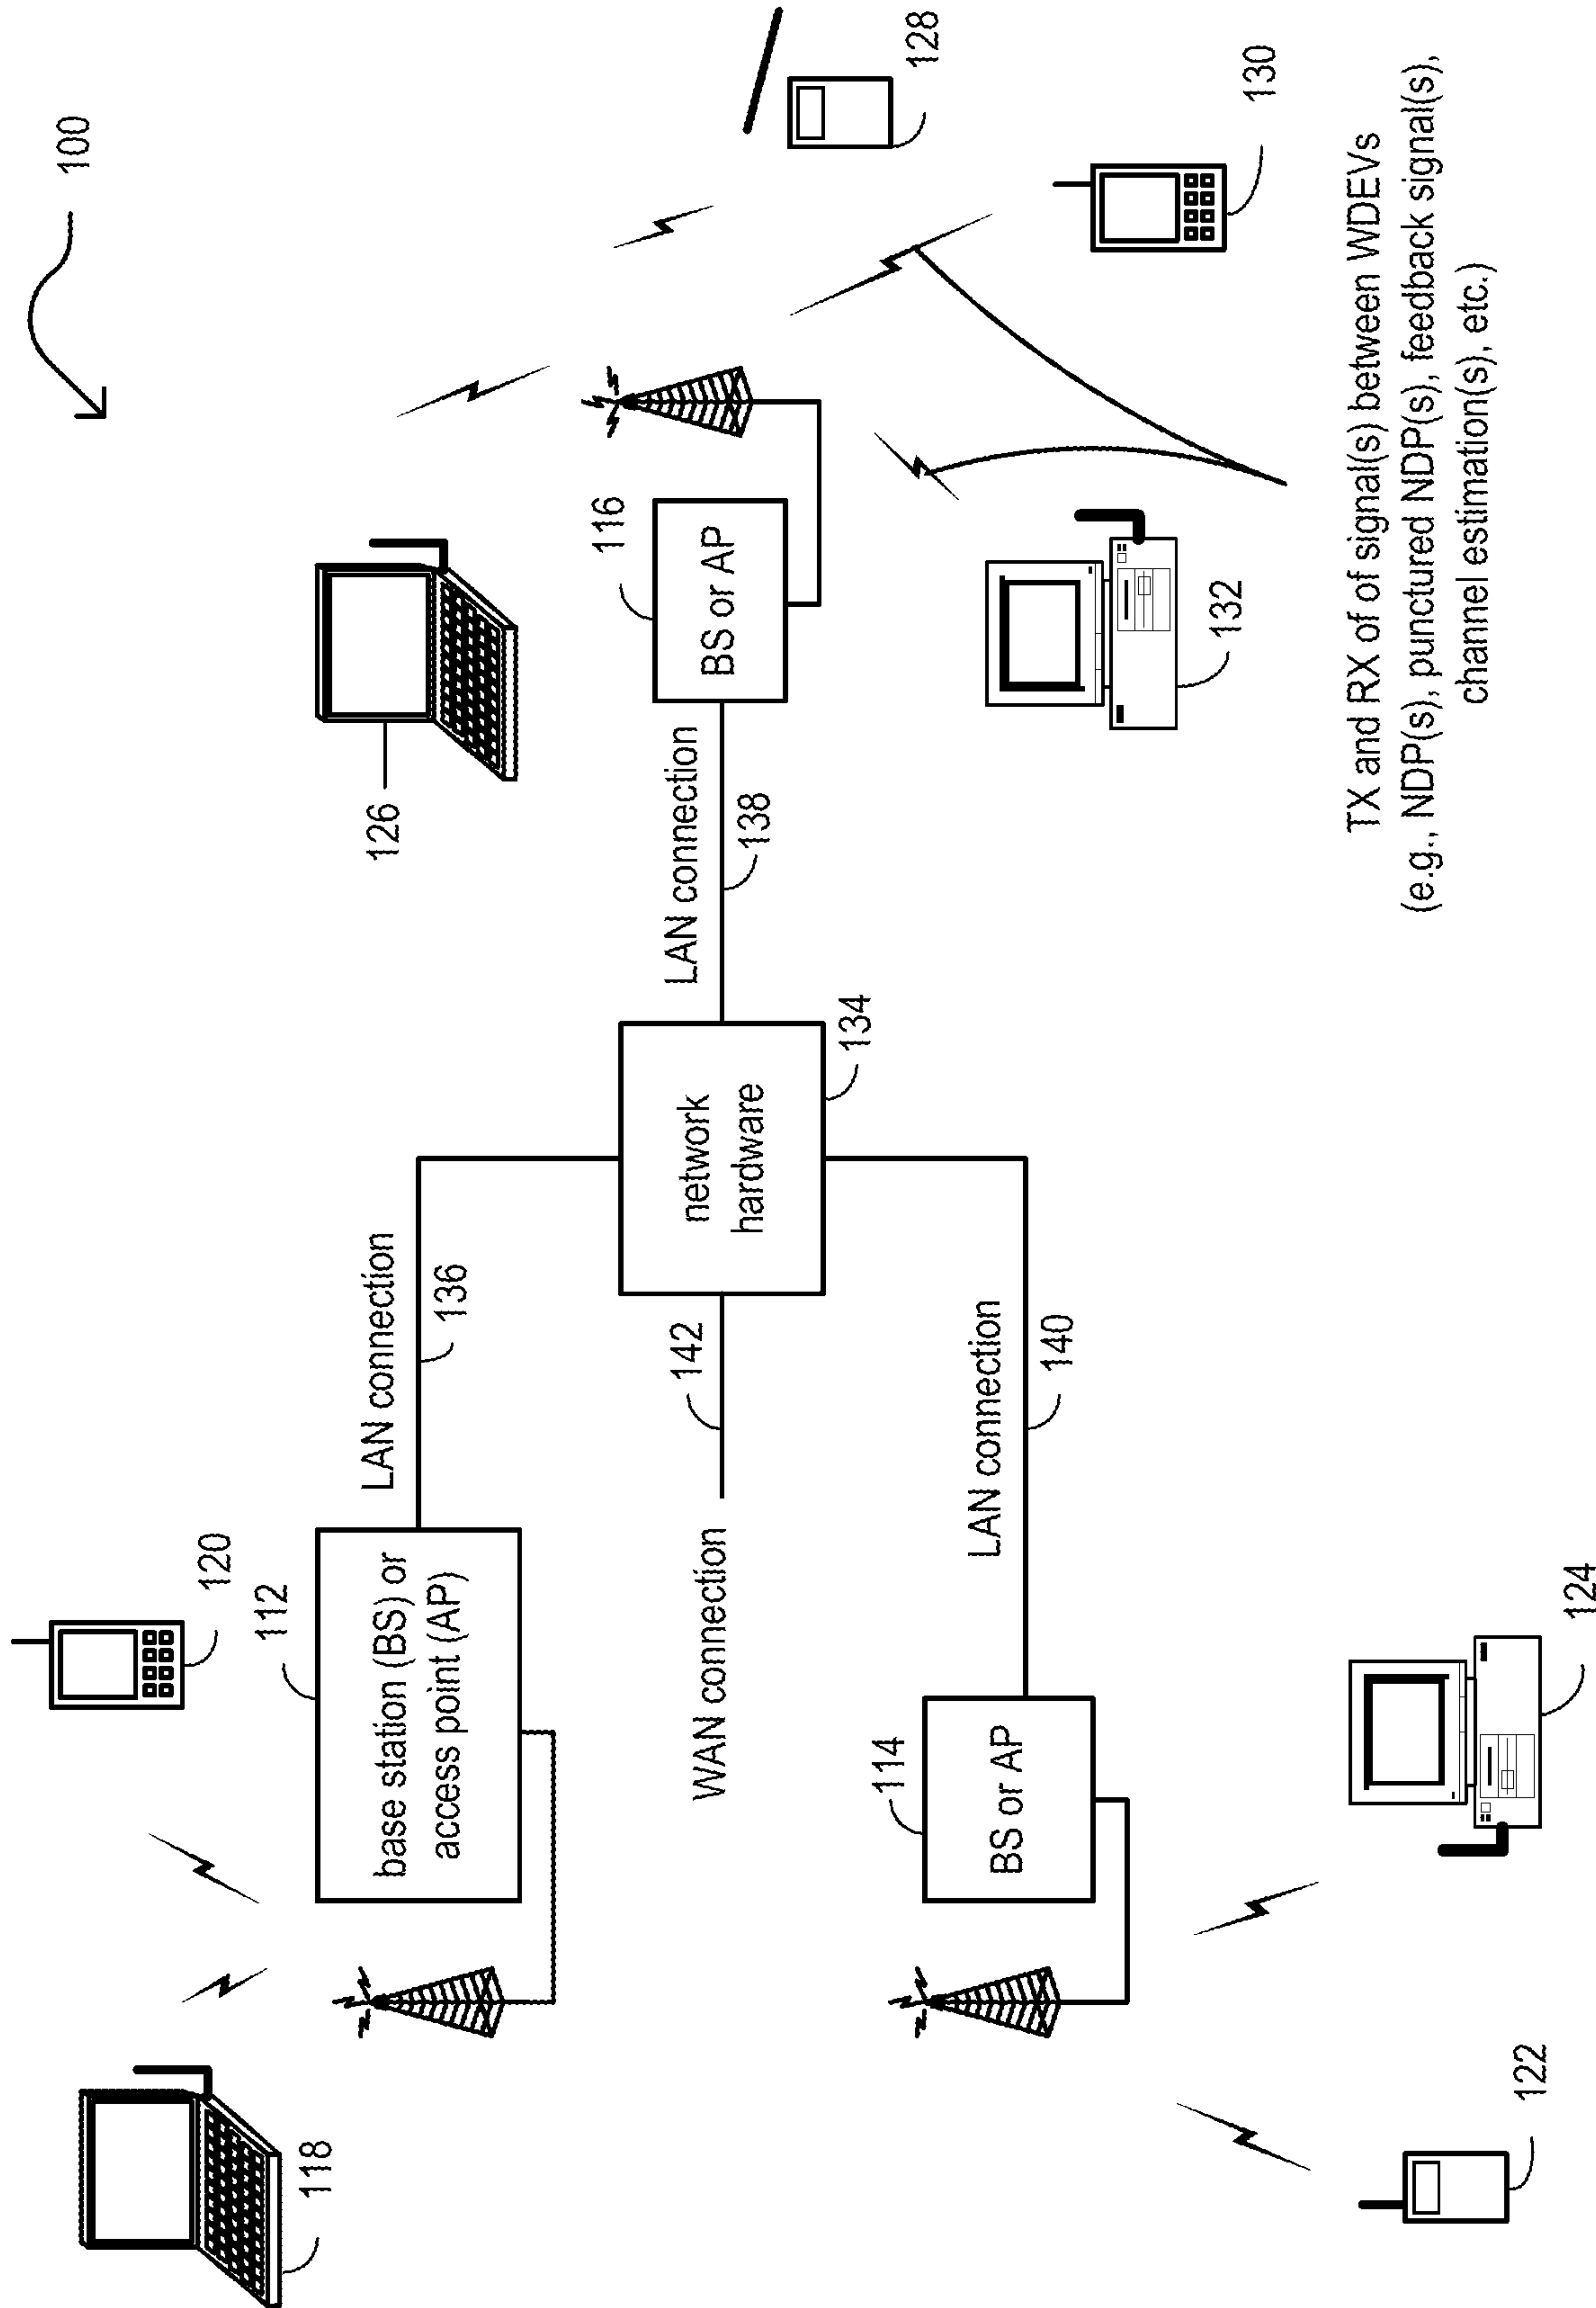 100
118
120
112
base station (BS) or
access point (AP)
LAN connection
136
126
116
BS or AP
LAN connection
138
128
130
WAN connection
142
network
hardware
134
132
114
BS or AP
LAN connection
140
122
124
TX and RX of of signal(s) between WDEVs
(e.g., NDP(s), punctured NDP(s), feedback signal(s),
channel estimation(s), etc.)